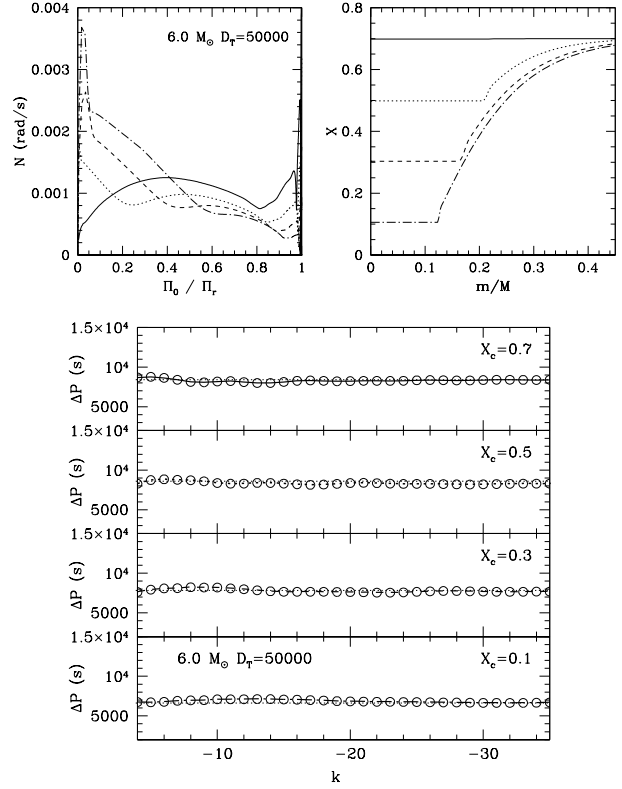 6.0 M☉ D_T=50000
N (rad/s)
0.004
0.003
0.002
0.001
0
0 0.2 0.4 0.6 0.8 1
Π₀ / Π_r
X
0.8
0.6
0.4
0.2
0
0 0.1 0.2 0.3 0.4
m/M
1.5×10⁴
10⁴
5000
ΔP (s)
X_c=0.7
1.5×10⁴
10⁴
5000
ΔP (s)
X_c=0.5
1.5×10⁴
10⁴
5000
ΔP (s)
X_c=0.3
1.5×10⁴
10⁴
5000
ΔP (s)
6.0 M☉ D_T=50000
X_c=0.1
−10 −20 −30
k